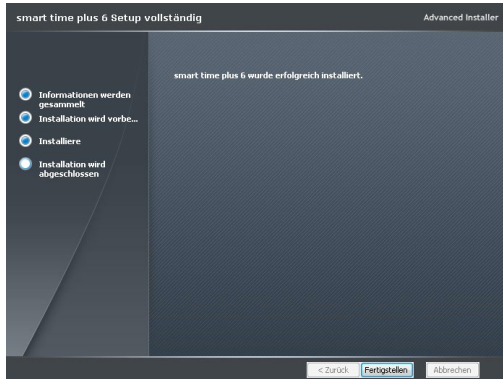 smart time plus 6 Setup vollständig
Advanced Installer
smart time plus 6 wurde erfolgreich installiert.
Informationen werden
gesammelt
Installation wird vorbe...
Installiere
Installation wird
abgeschlossen
< Zurück
Fertigstellen
Abbrechen